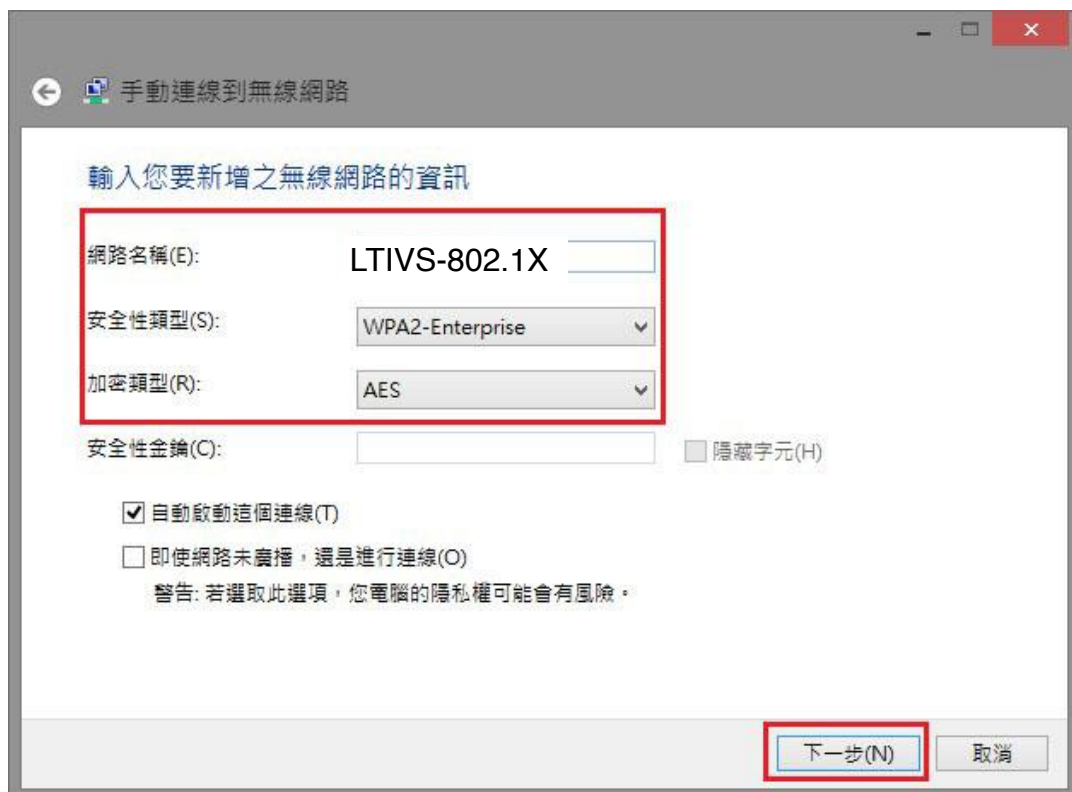 手動連線到無線網路
輸入您要新增之無線網路的資訊
網路名稱(E): LTIVS-802.1X
安全性類型(S): WPA2-Enterprise
加密類型(R): AES
安全性金鑰(C): 隱藏字元(H)
自動啟動這個連線(T)
即使網路未廣播，還是進行連線(O)
警告: 若選取此選項，您電腦的隱私權可能會有風險。
下一步(N) 取消